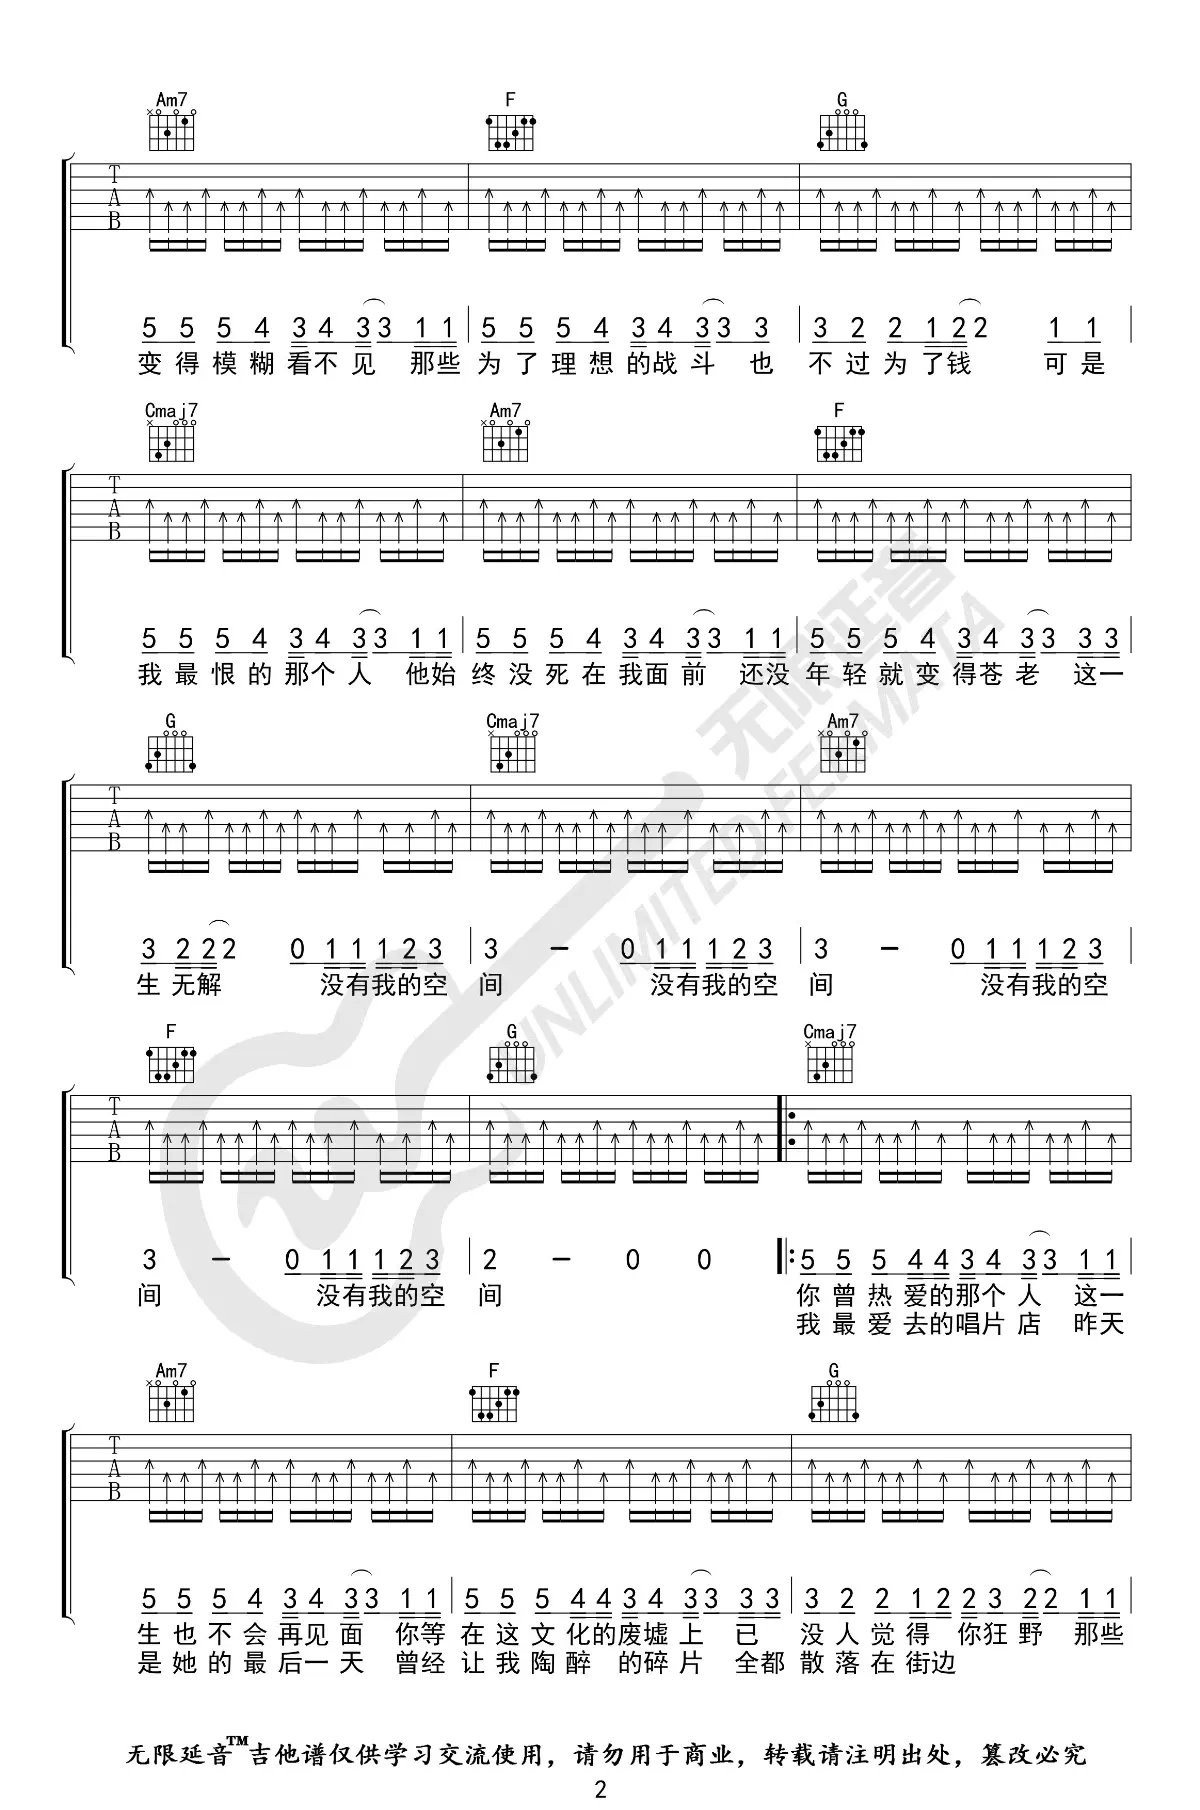 Am7 F G
T
A
B
5 5 5 4 3 4 3 3 1 1 5 5 5 4 3 4 3 3 3 3 2 2 1 2 2 1 1
变得模糊看不见 那些为了理想的战斗也 不过为了钱 可是
Cmaj7 Am7 F
T
A
B
5 5 5 4 3 4 3 3 1 1 5 5 5 4 3 4 3 3 1 1 5 5 5 4 3 4 3 3 3 3
我最恨的那个人 他始终没死在我面前 还没年轻就变得苍老 这一
G Cmaj7 Am7
T
A
B
3 2 2 2 0 1 1 1 2 3 3 – 0 1 1 1 2 3 3 – 0 1 1 1 2 3
生无解 没有我的空间 没有我的空间 没有我的空
F G Cmaj7
T
A
B
3 – 0 1 1 1 2 3 2 – 0 0 5 5 5 4 4 3 4 3 3 1 1
间 没有我的空间 你曾热爱的那个人 这一
我最爱去的唱片店 昨天
Am7 F G
T
A
B
5 5 5 4 3 4 3 3 1 1 5 5 5 4 4 3 4 3 3 3 3 3 2 2 1 2 2 3 2 2 1 1
生也不会再见面 你等在这文化的废墟上已 没人觉得你狂野 那些
是她的最后一天 曾经让我陶醉的碎片 全都散落在街边
无限延音™吉他谱仅供学习交流使用，请勿用于商业，转载请注明出处，篡改必究
2
无限延音
UNLIMITED FERMATA